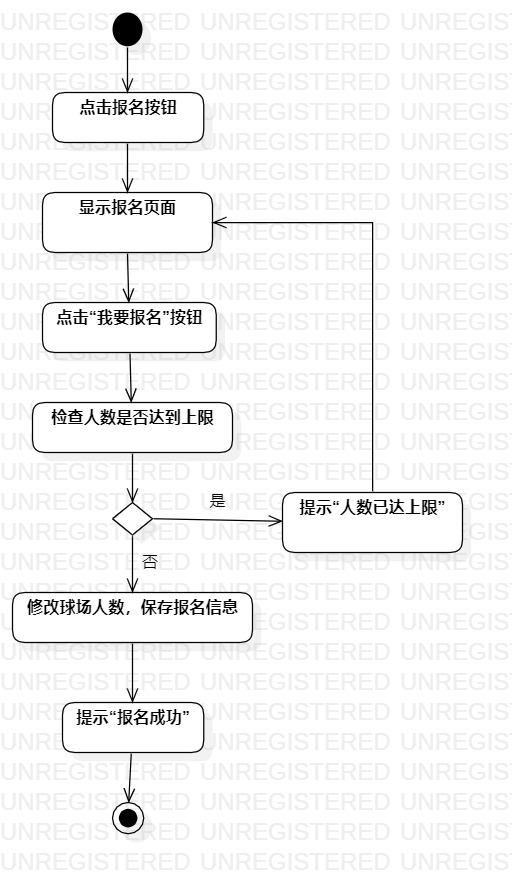 点击报名按钮
显示报名页面
点击“我要报名”按钮
检查人数是否达到上限
是
提示“人数已达上限”
否
修改球场人数，保存报名信息
提示“报名成功”
UNREGISTERED